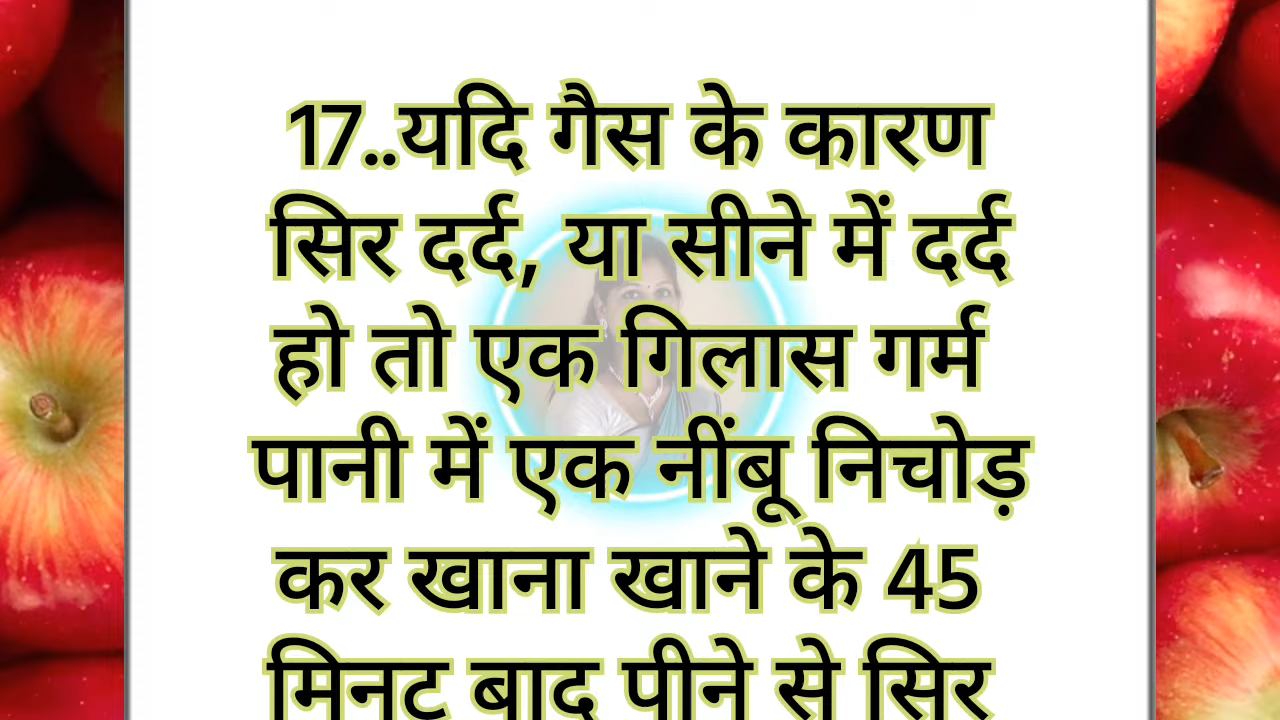 17..यदि गैस के कारण
सिर दर्द, या सीने में दर्द
हो तो एक गिलास गर्म
पानी में एक नींबू निचोड़
कर खाना खाने के 45
मिनट बाद पीने से सिर